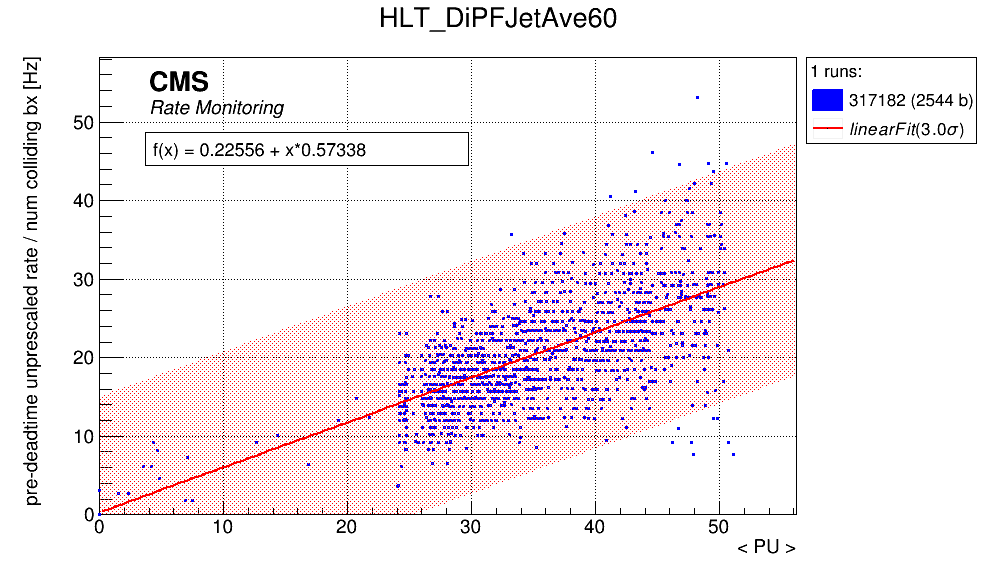 HLT_DiPFJetAve60
pre-deadtime unprescaled rate / num colliding bx [Hz]
CMS
Rate Monitoring
f(x) = 0.22556 + x*0.57338
1 runs:
317182 (2544 b)
linearFit(3.0σ)
50
40
30
20
10
0
0 10 20 30 40 50
< PU >